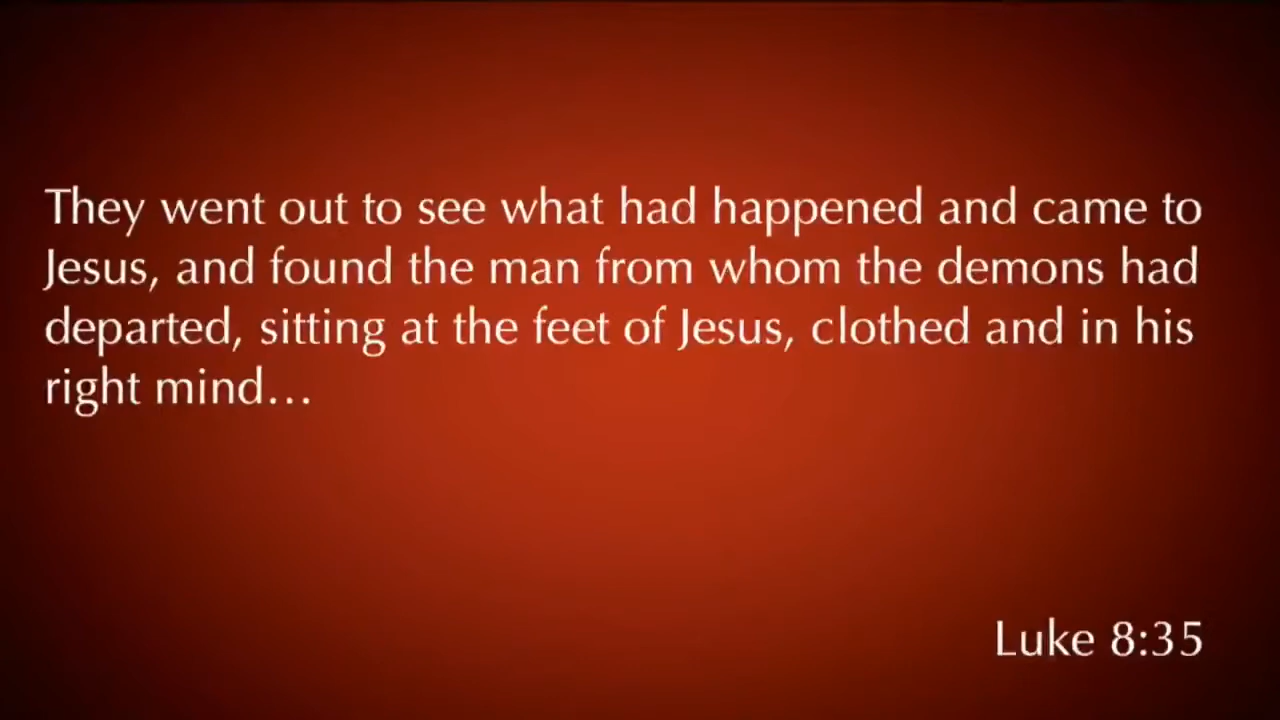 They went out to see what had happened and came to
Jesus, and found the man from whom the demons had
departed, sitting at the feet of Jesus, clothed and in his
right mind...
Luke 8:35